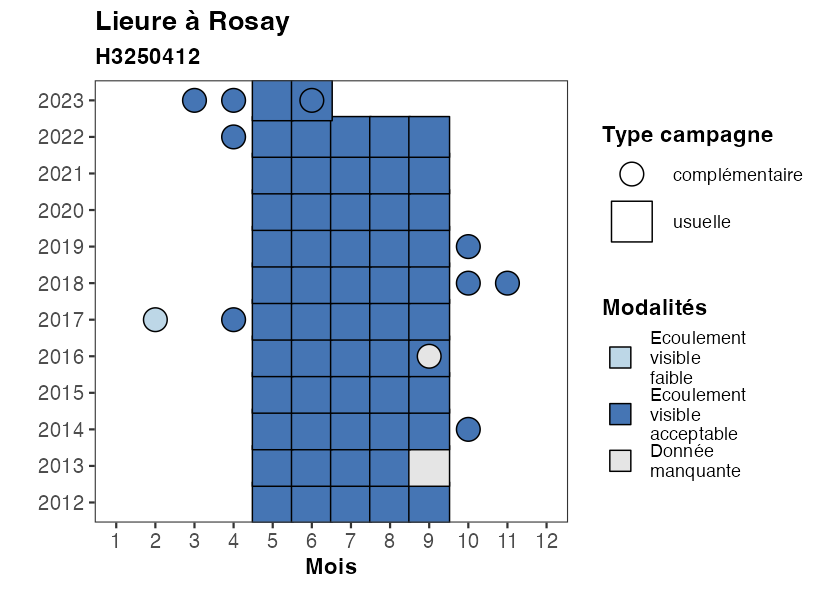 Lieure à Rosay
H3250412
2023
2022
2021
2020
2019
2018
2017
2016
2015
2014
2013
2012
1 2 3 4 5 6 7 8 9 10 11 12
Mois
Type campagne
complémentaire
usuelle
Modalités
Ecoulement
visible
faible
Ecoulement
visible
acceptable
Donnée
manquante